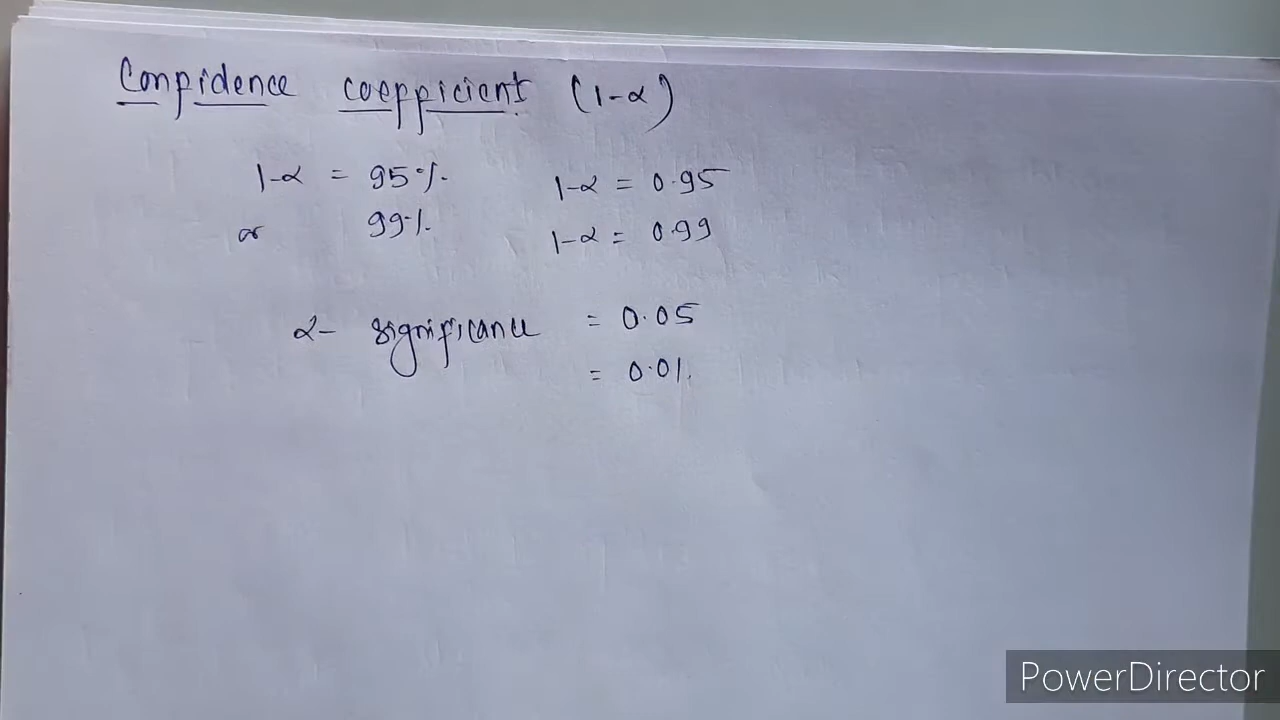 Confidence coefficient (1-α)
1-α = 95% 1-α = 0.95
or 99% 1-α = 0.99
α- significance = 0.05
= 0.01.
PowerDirector